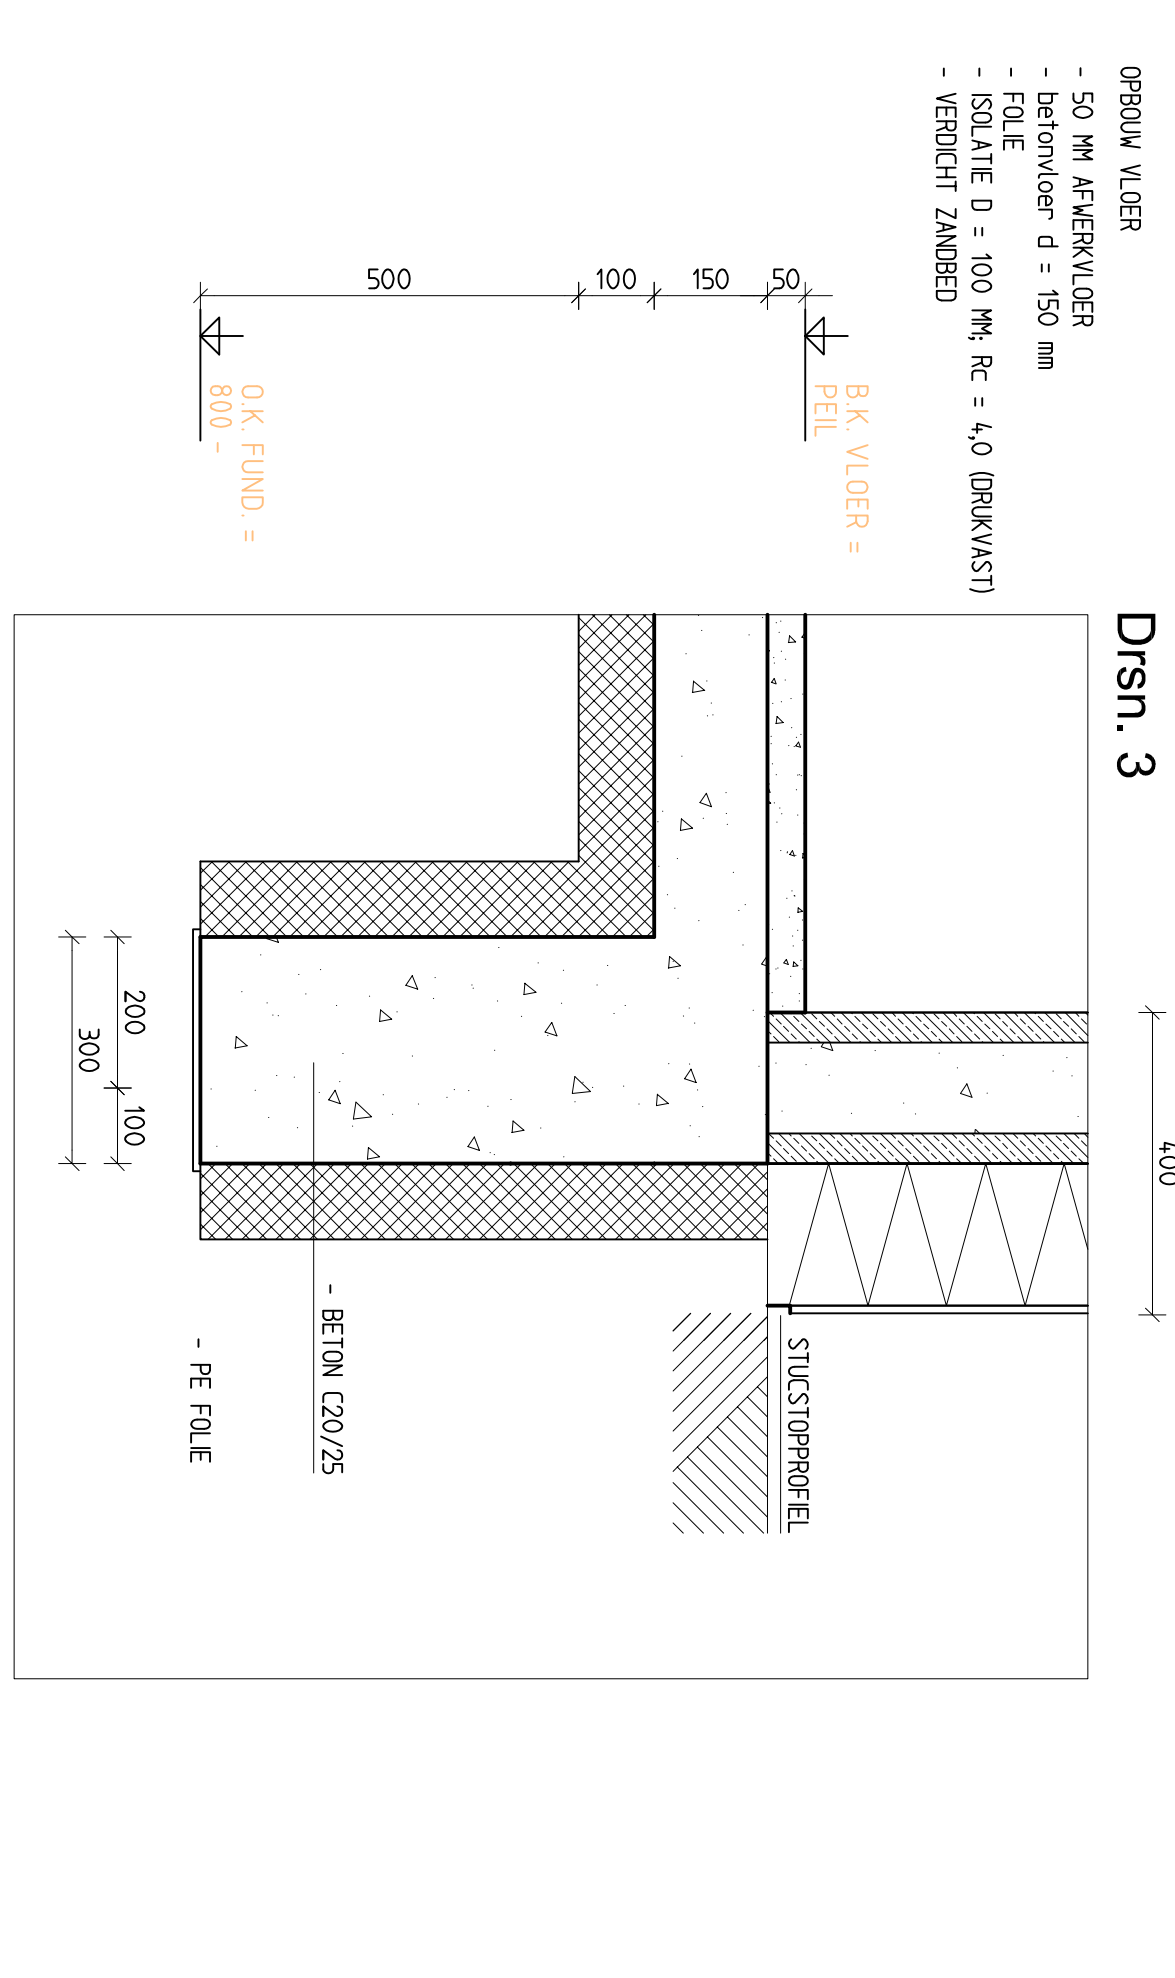 OPBOUW VLOER
- 50 MM AFWERKVLOER
- betonvloer d = 150 mm
- FOLIE
- ISOLATIE D = 100 MM; Rc = 4,0 (DRUKVAST)
- VERDICHT ZANDBED
Drsn. 3
400
50
150
100
500
B.K. VLOER =
PEIL
O.K. FUND. =
800 -
STUCSTOPPROFIEL
- BETON C20/25
- PE FOLIE
200
100
300